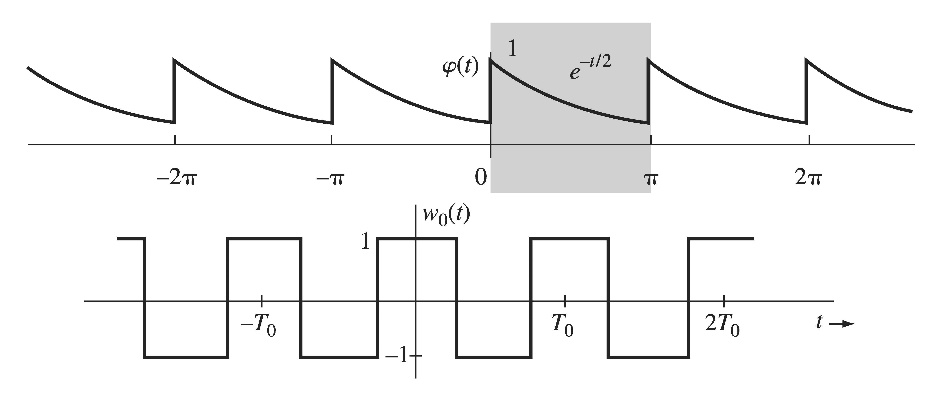 1
φ(t) e^{–t/2}
–2π –π 0 π 2π
w₀(t)
1
–T₀ T₀ 2T₀ t →
–1